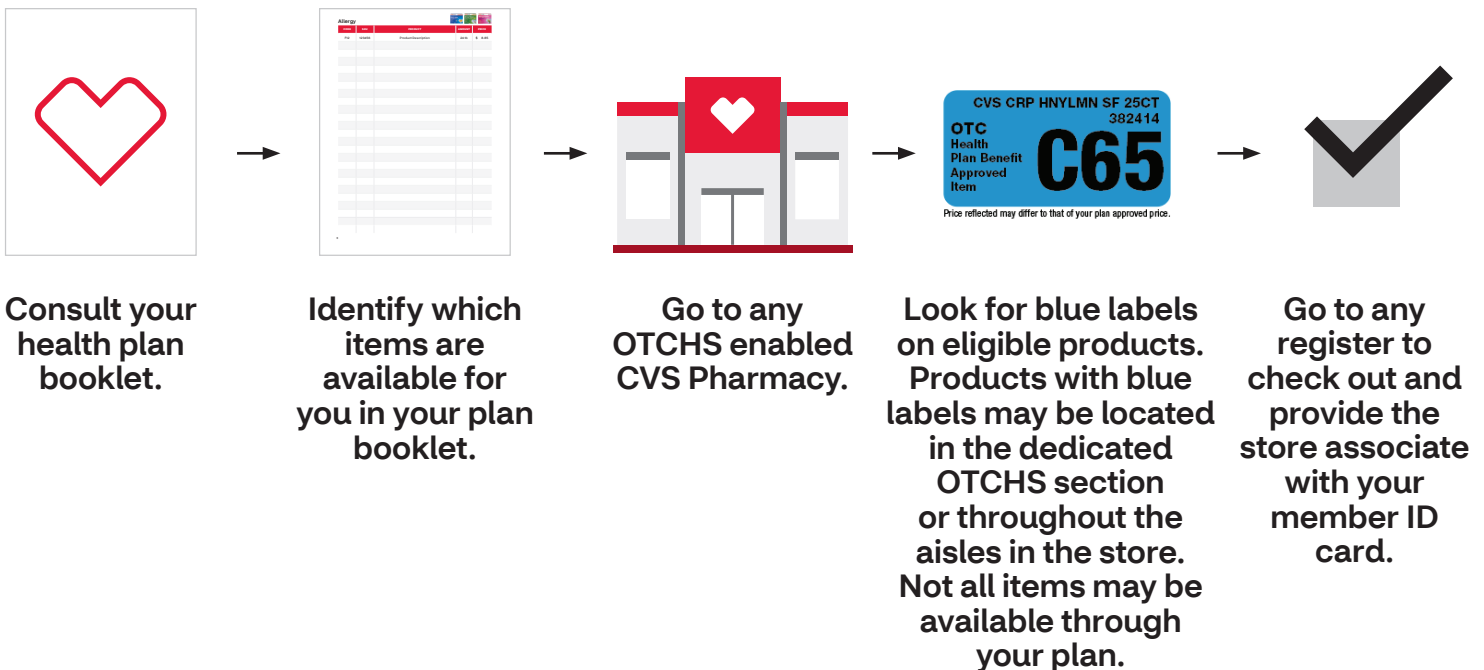 Allergy
CVS CRP HNYLMN SF 25CT
382414
OTC
Health
Plan Benefit
Approved
Item
C65
Price reflected may differ to that of your plan approved price.
Consult your
health plan
booklet.
Identify which
items are
available for
you in your plan
booklet.
Go to any
OTCHS enabled
CVS Pharmacy.
Look for blue labels
on eligible products.
Products with blue
labels may be located
in the dedicated
OTCHS section
or throughout the
aisles in the store.
Not all items may be
available through
your plan.
Go to any
register to
check out and
provide the
store associate
with your
member ID
card.